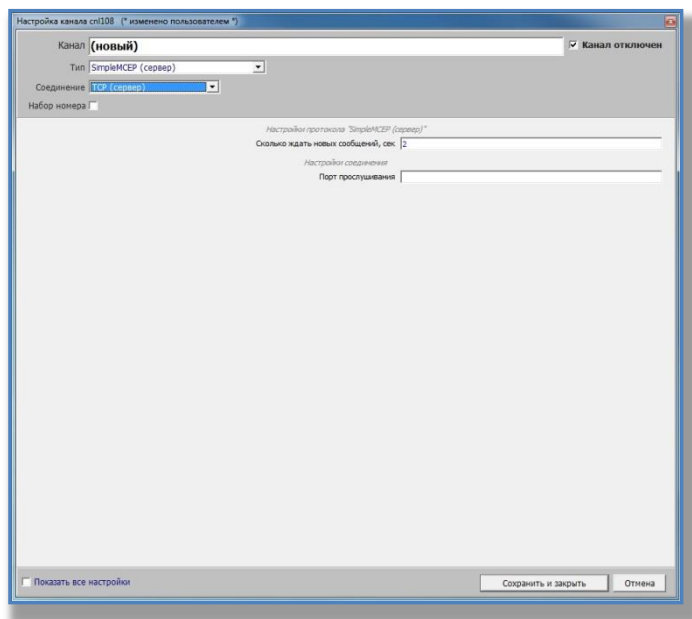 Настройка канала cnl108 (* изменено пользователем *)
Канал (новый) Канал отключен
Тип SimpleMCEP (сервер)
Соединение TCP (сервер)
Набор номера
Настройки протокола "SimpleMCEP (сервер)"
Сколько ждать новых сообщений, сек 2
Настройки соединения
Порт прослушивания
Показать все настройки Сохранить и закрыть Отмена